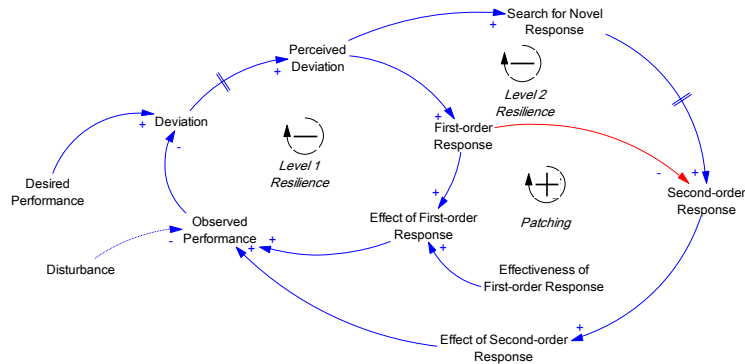 Search for Novel
Response
Perceived
Deviation
+
+
Level 2
Resilience
Deviation
+
-
Level 1
Resilience
+
First-order
Response
Desired
Performance
-
+
Second-order
Response
+
Patching
Observed
Performance
Effect of First-order
Response
-
+
+
+
Disturbance
Effectiveness of
First-order Response
+
Effect of Second-order
Response